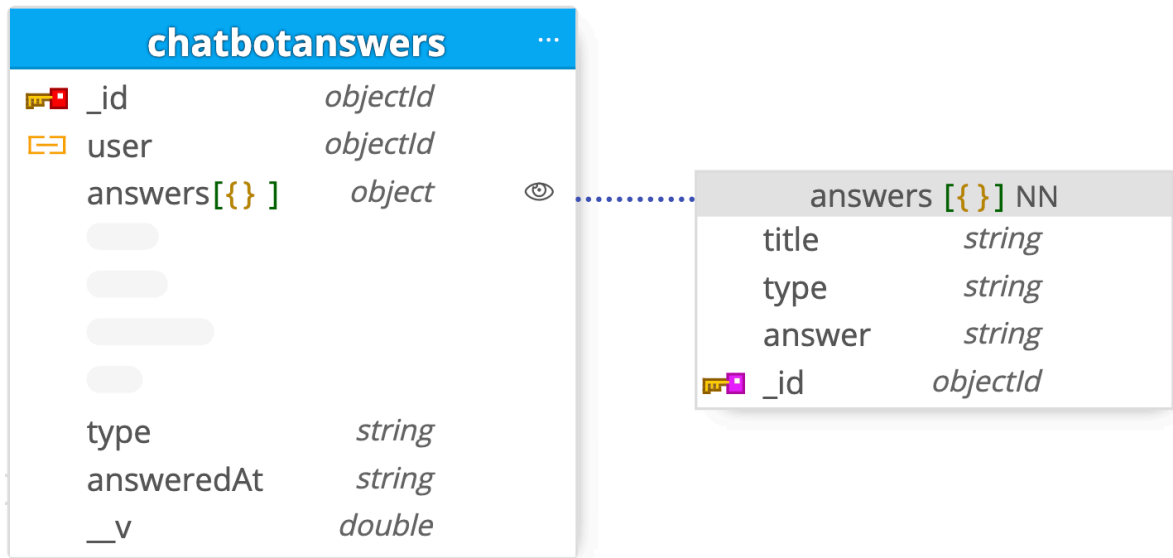 chatbotanswers ...
_id objectId
user objectId
answers[{} ] object
type string
answeredAt string
__v double
answers [{}] NN
title string
type string
answer string
_id objectId